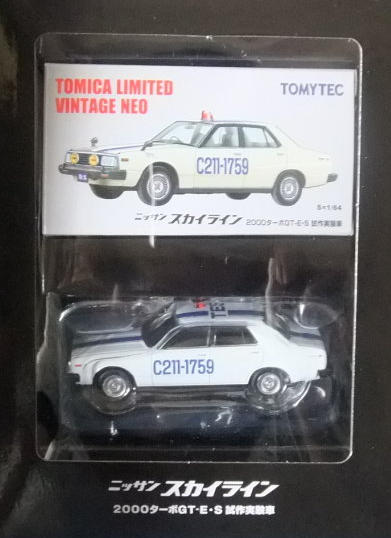 TOMICA LIMITED
VINTAGE NEO
TOMYTEC
C211-1759
S=1/64
ニッサン スカイライン 2000ターボGT-E・S 試作実験車
TES
C211-1759
ニッサン スカイライン
2000ターボGT-E・S 試作実験車